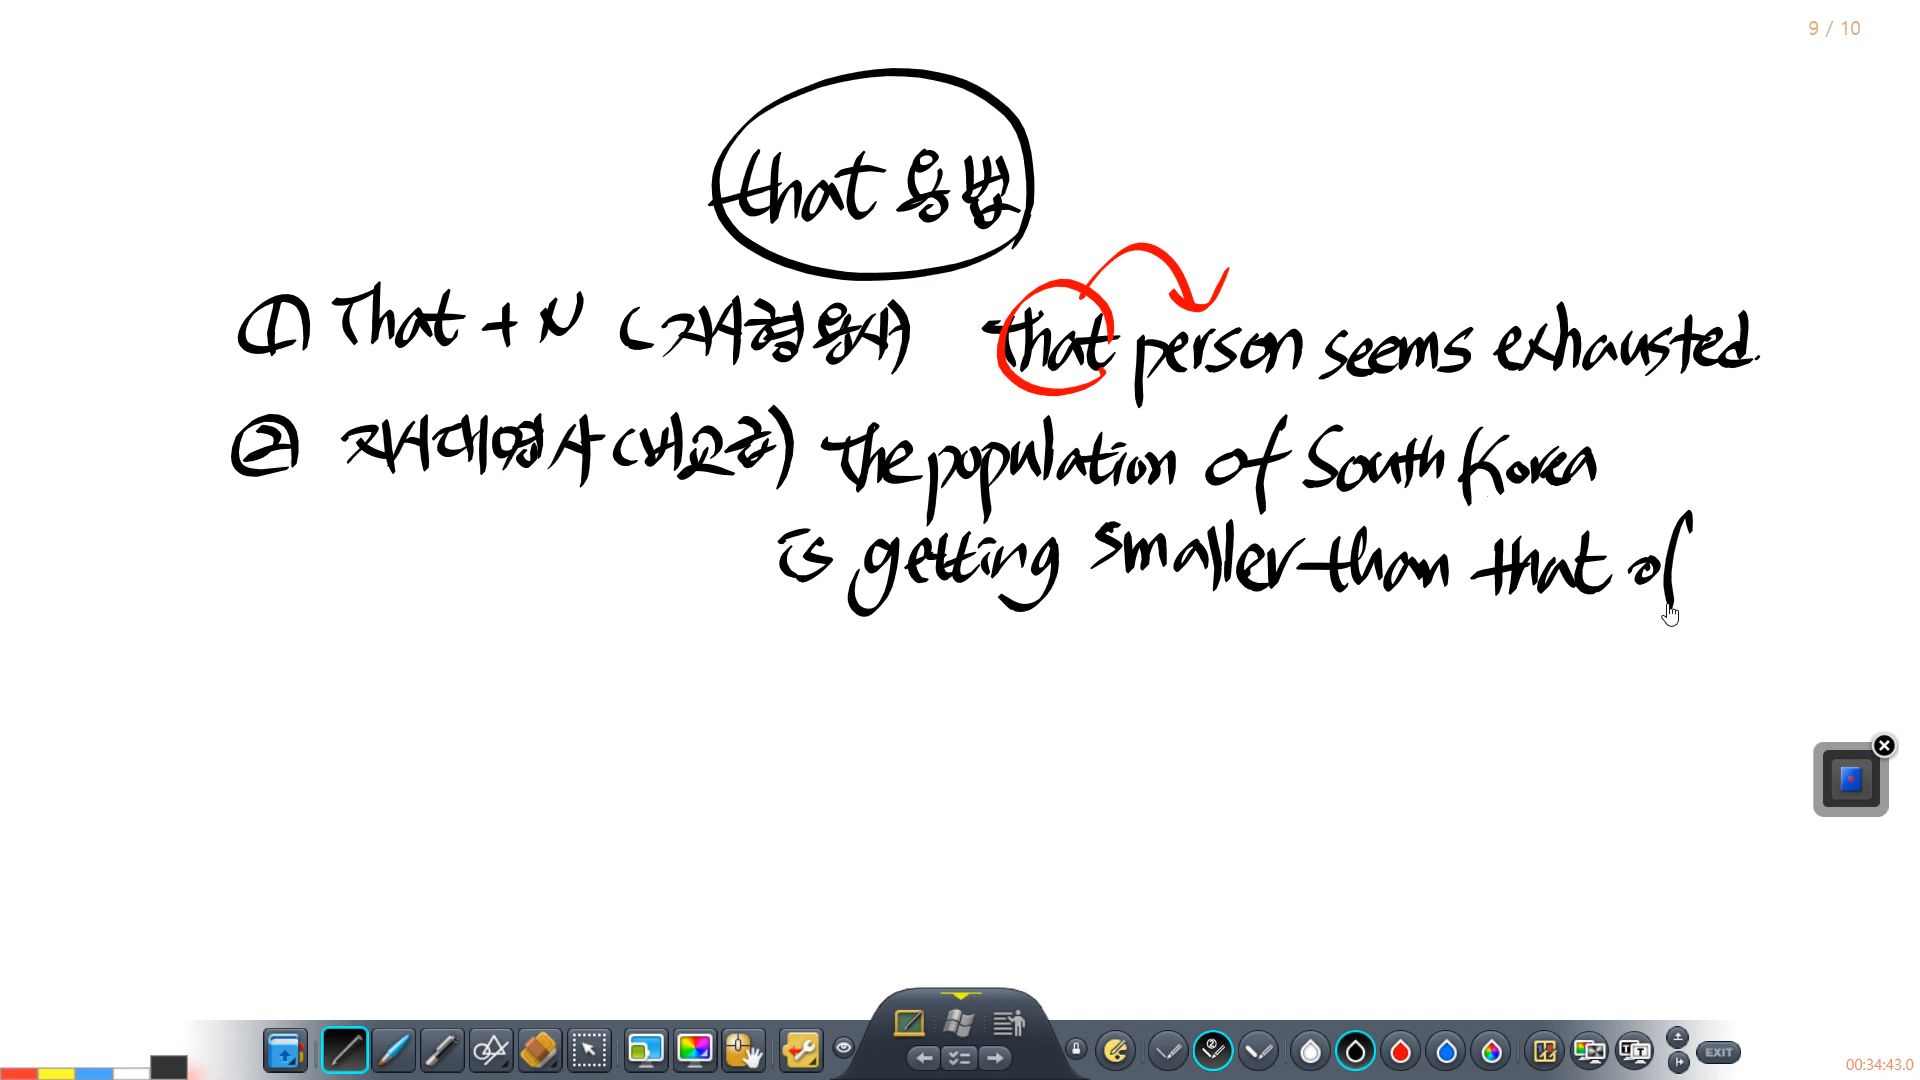 9 / 10
that 용법
① That + N (지시형용사) that person seems exhausted.
② 지시대명사 (비교급) The population of South Korea
is getting smaller than that of
EXIT
00:34:43.0